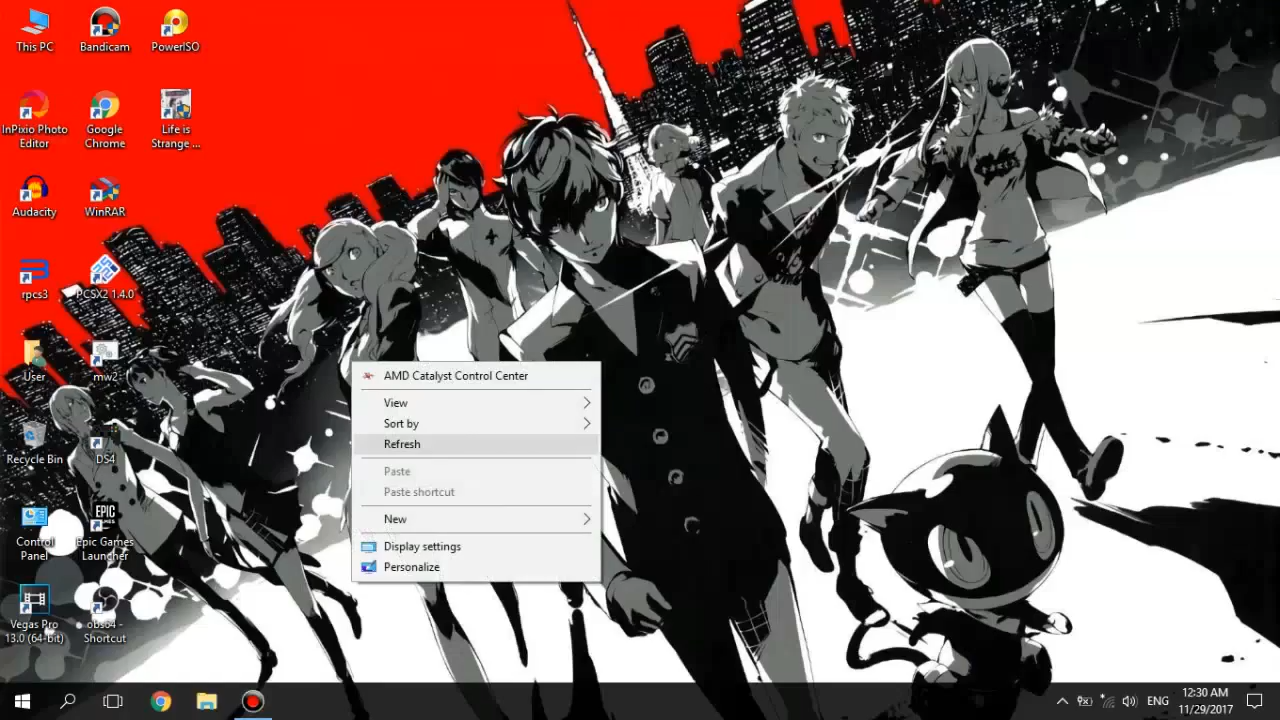 This PC
Bandicam
PowerISO
InPixio Photo
Editor
Google
Chrome
Life is
Strange ...
Audacity
WinRAR
rpcs3
PCSX2 1.4.0
User
mw2
Recycle Bin
DS4
Control
Panel
EPIC
GAMES
Epic Games
Launcher
Vegas Pro
13.0 (64-bit)
obs64 -
Shortcut
AMD Catalyst Control Center
View
Sort by
Refresh
Paste
Paste shortcut
New
Display settings
Personalize
ENG
12:30 AM
11/29/2017